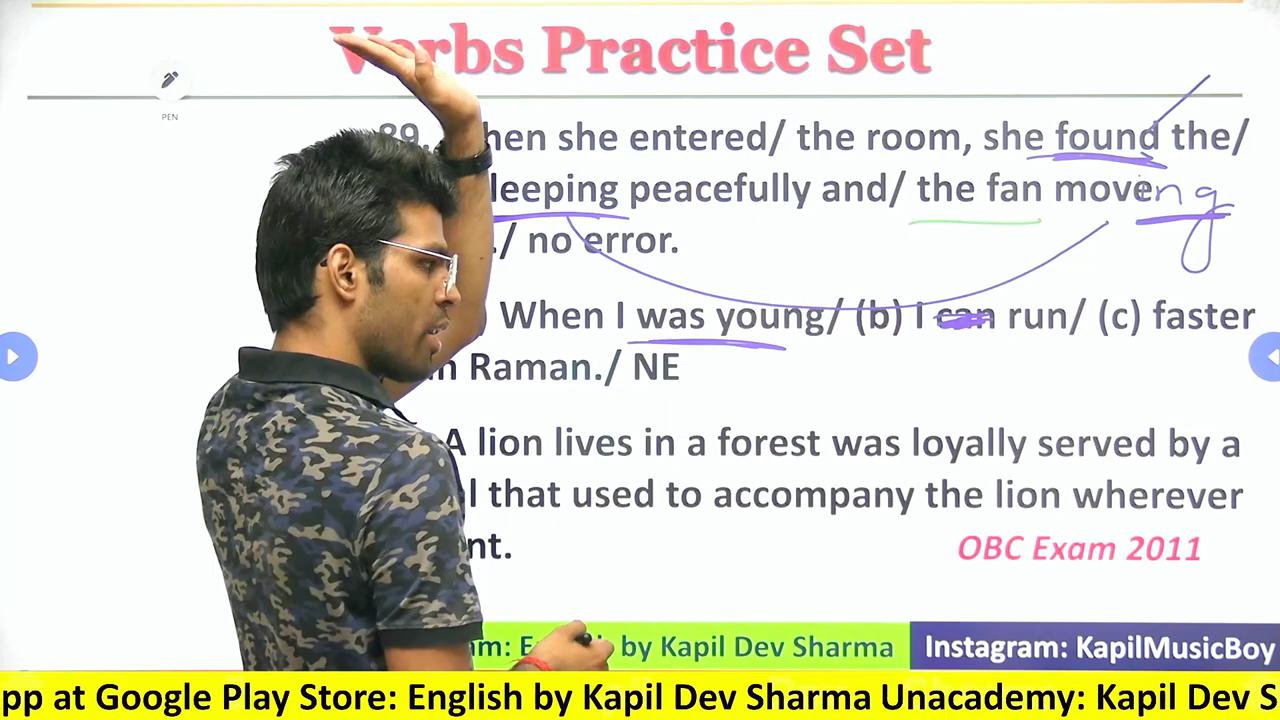 Verbs Practice Set
PEN
89. hen she entered/ the room, she found the/
leeping peacefully and/ the fan moveing
./ no error.
When I was young/ (b) I can run/ (c) faster
n Raman./ NE
A lion lives in a forest was loyally served by a
l that used to accompany the lion wherever
nt.
OBC Exam 2011
am: E by Kapil Dev Sharma Instagram: KapilMusicBoy
pp at Google Play Store: English by Kapil Dev Sharma Unacademy: Kapil Dev S